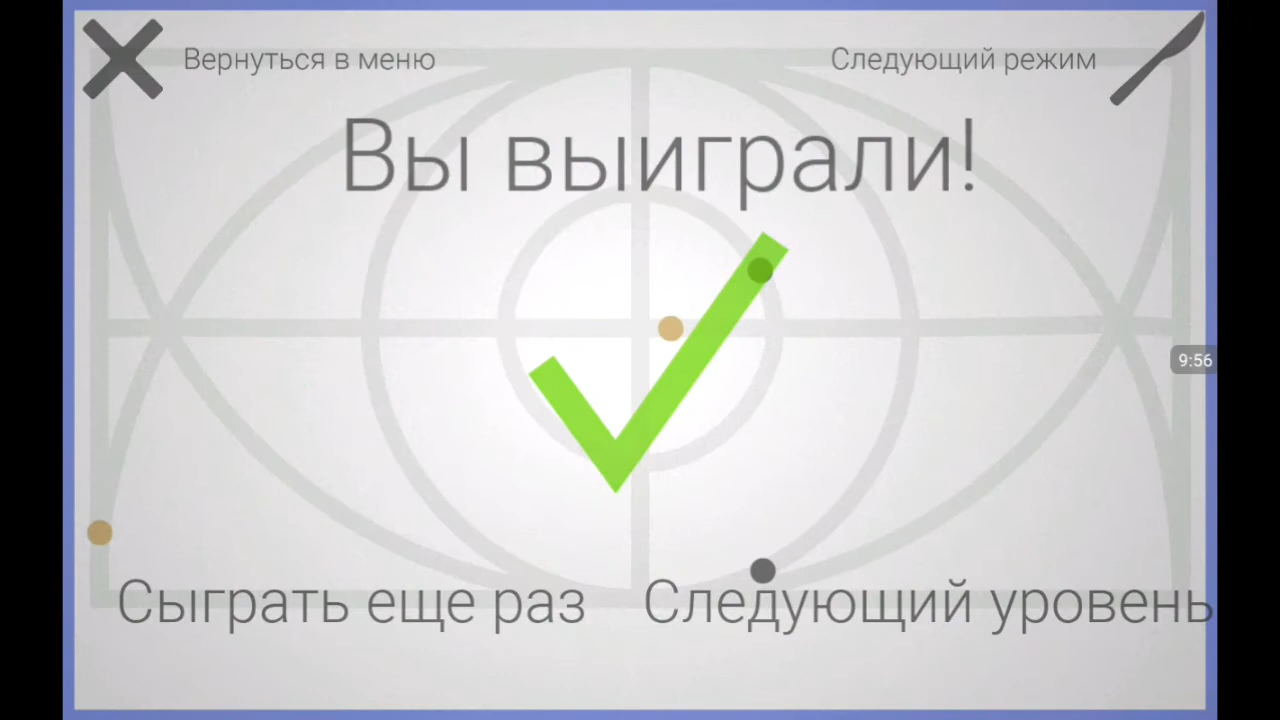 Вернуться в меню
Следующий режим
Вы выиграли!
9:56
Сыграть еще раз
Следующий уровень